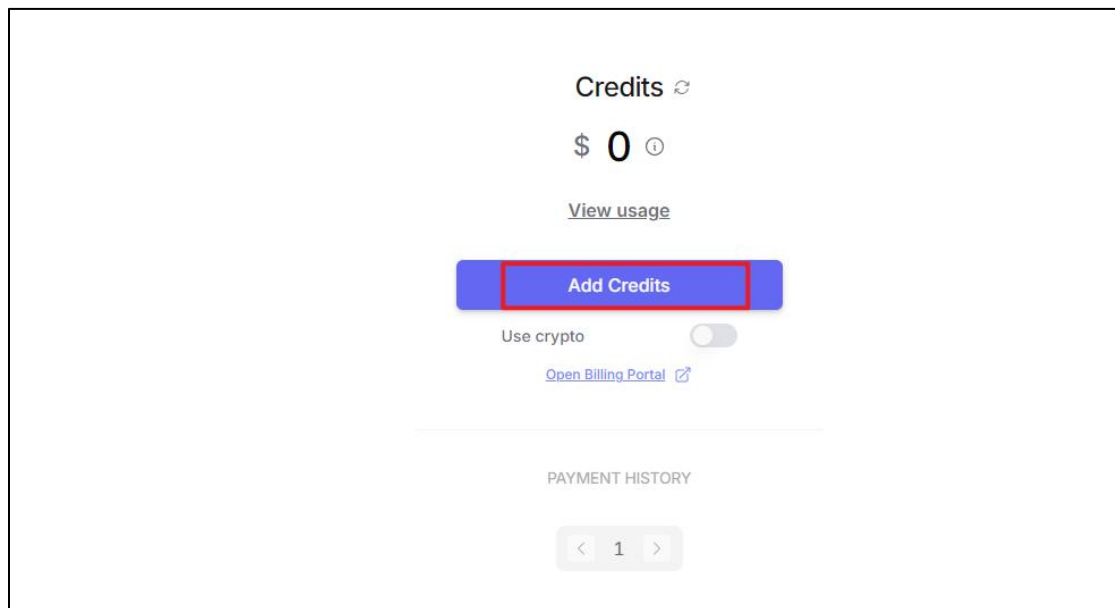 Credits
$ 0
View usage
Add Credits
Use crypto
Open Billing Portal
PAYMENT HISTORY
< 1 >